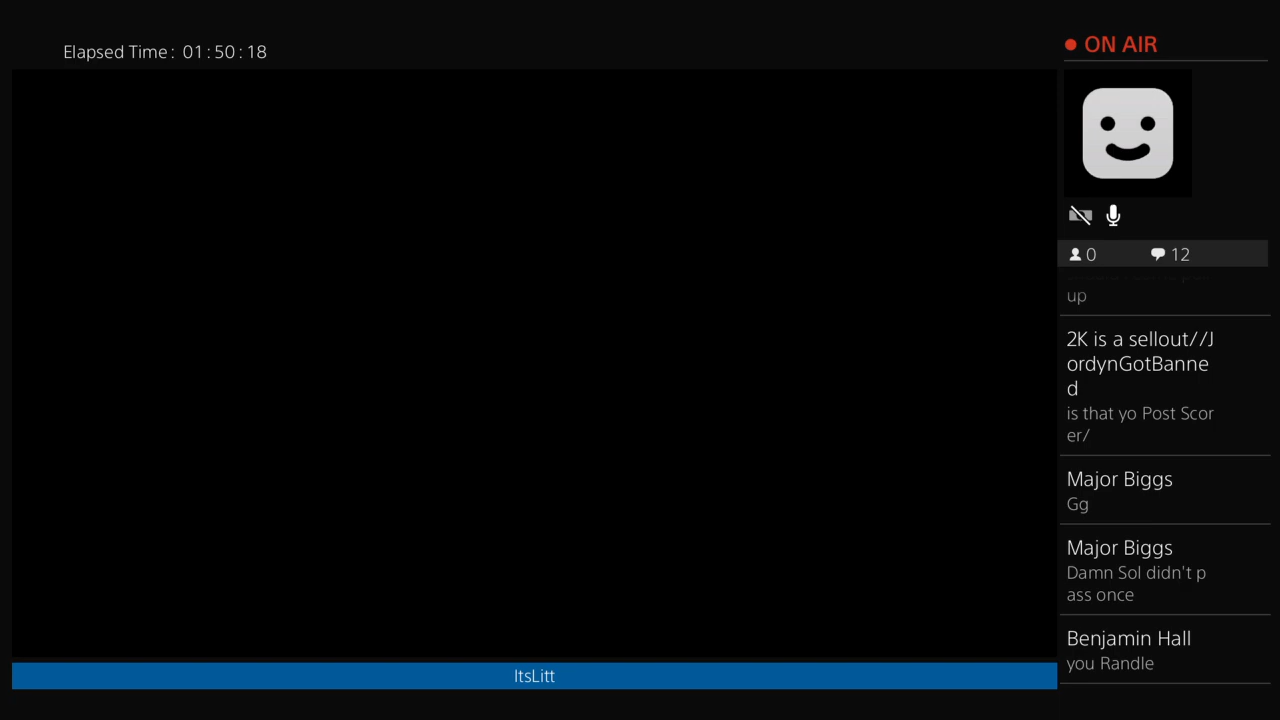 Elapsed Time: 01:50:18
ON AIR
0 12
up
2K is a sellout//J
ordynGotBanne
d
is that yo Post Scor
er/
Major Biggs
Gg
Major Biggs
Damn Sol didn't p
ass once
Benjamin Hall
you Randle
ItsLitt